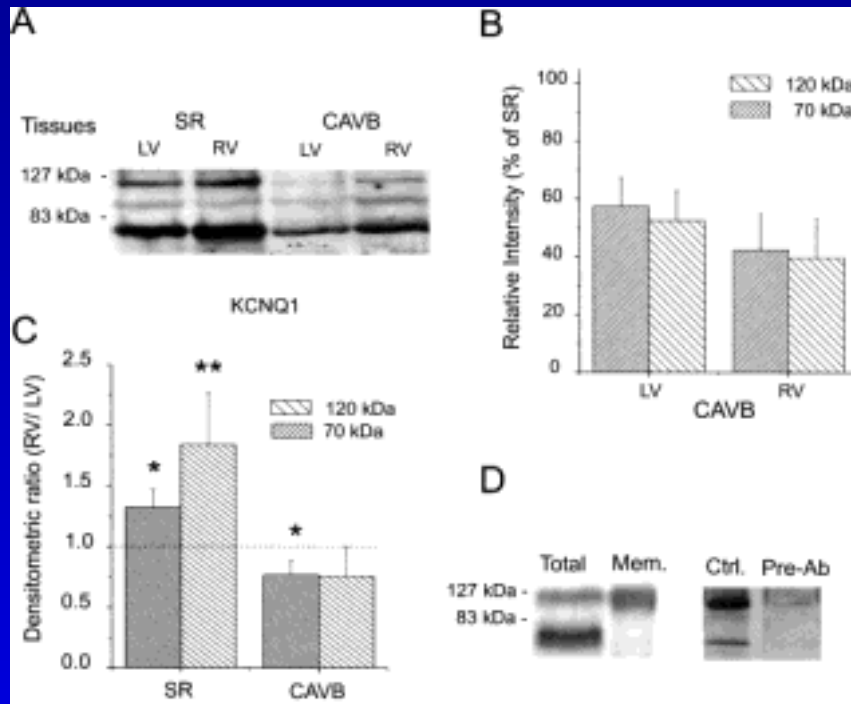 A
Tissues
SR
CAVB
LV
RV
LV
RV
127 kDa -
83 kDa -
KCNQ1
B
Relative Intensity (% of SR)
100
80
60
40
20
0
120 kDa
70 kDa
LV
RV
CAVB
C
Densitometric ratio (RV/ LV)
2.5
2.0
1.5
1.0
0.5
0.0
**
*
*
120 kDa
70 kDa
SR
CAVB
D
Total
Mem.
Ctrl.
Pre-Ab
127 kDa -
83 kDa -